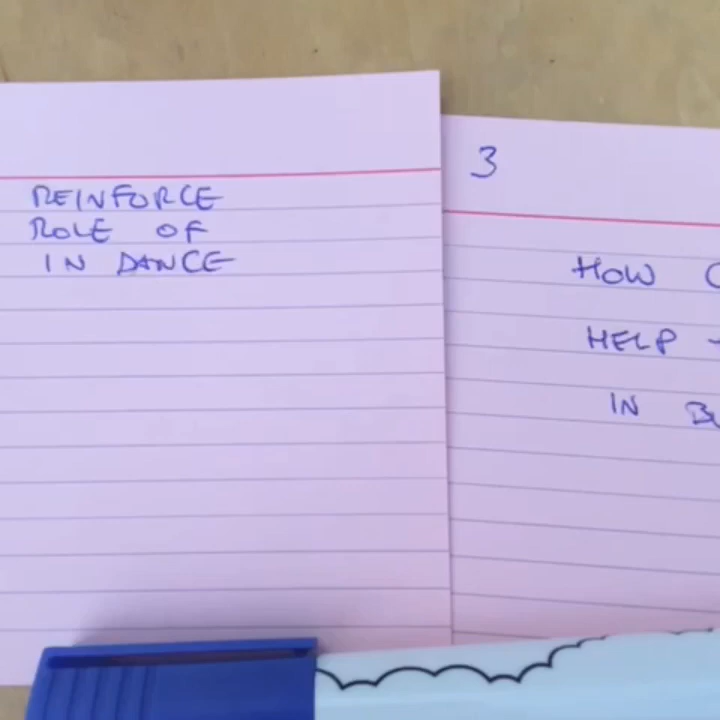 REINFORCE
ROLE OF
IN DANCE
3
HOW
HELP
IN